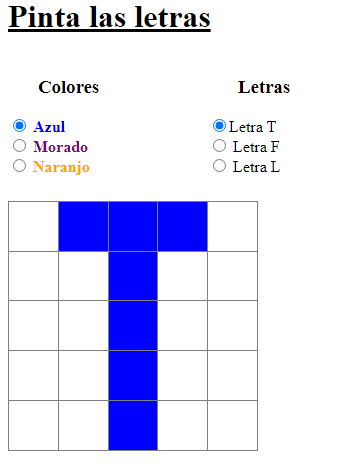 Pinta las letras
Colores Letras
Azul Letra T
Morado Letra F
Naranjo Letra L